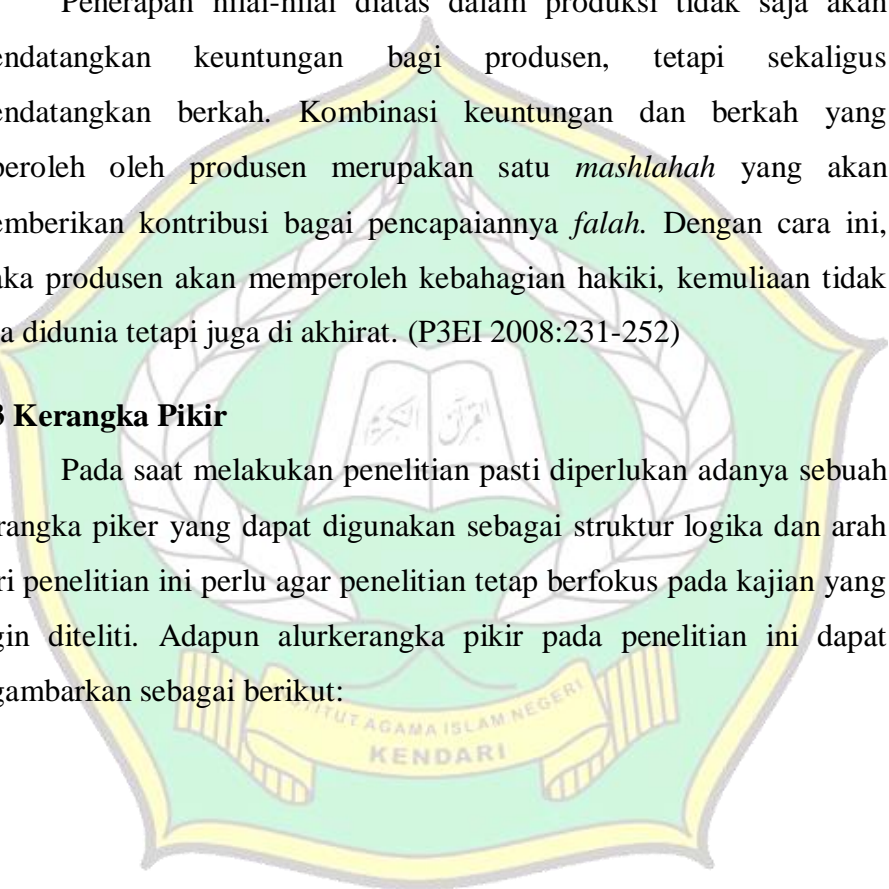 Penerapan nilai-nilai diatas dalam produksi tidak saja akan
endatangkan keuntungan bagi produsen, tetapi sekaligus
endatangkan berkah. Kombinasi keuntungan dan berkah yang
peroleh oleh produsen merupakan satu mashlahah yang akan
emberikan kontribusi bagai pencapaiannya falah. Dengan cara ini,
aka produsen akan memperoleh kebahagian hakiki, kemuliaan tidak
a didunia tetapi juga di akhirat. (P3EI 2008:231-252)
3 Kerangka Pikir
Pada saat melakukan penelitian pasti diperlukan adanya sebuah
rangka piker yang dapat digunakan sebagai struktur logika dan arah
ri penelitian ini perlu agar penelitian tetap berfokus pada kajian yang
gin diteliti. Adapun alurkerangka pikir pada penelitian ini dapat
gambarkan sebagai berikut:
القرآن الكريم
INSTITUT AGAMA ISLAM NEGERI
KENDARI